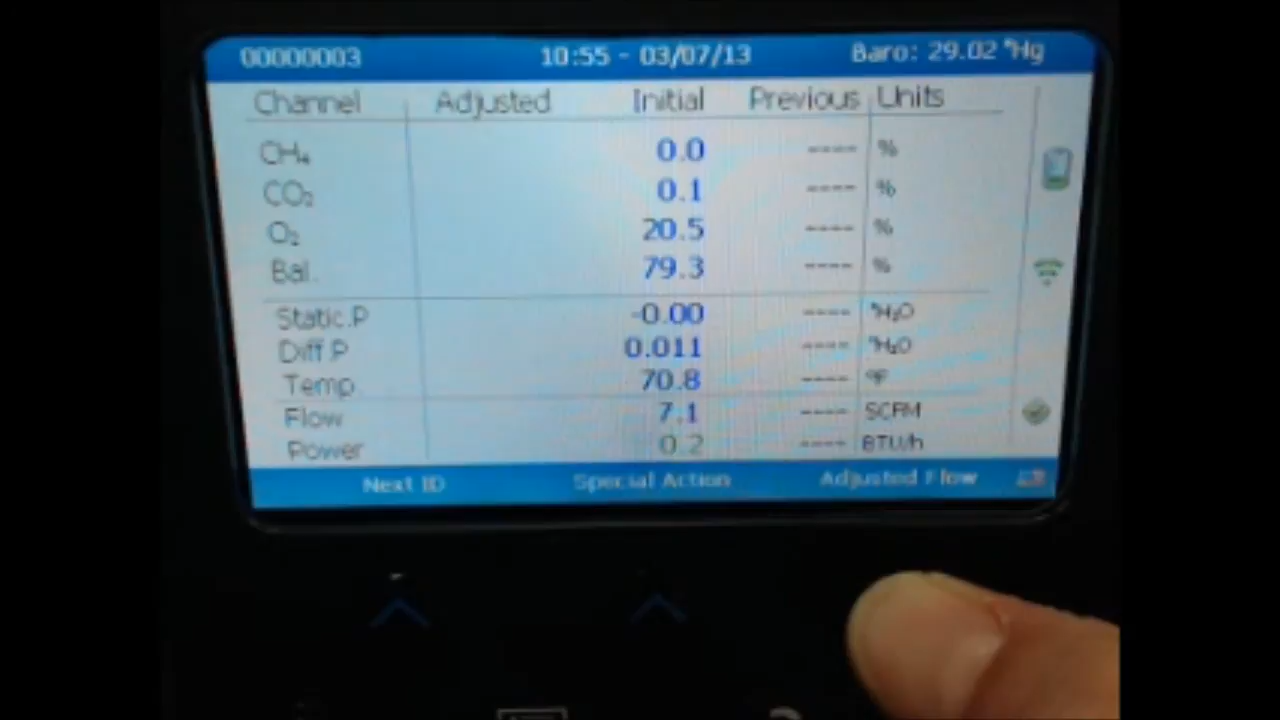 00000003 10:55 - 03/07/13 Baro: 29.02 "Hg
Channel Adjusted Initial Previous Units
CH₄ 0.0 ---- %
CO₂ 0.1 ---- %
O₂ 20.5 ---- %
Bal. 79.3 ---- %
Static.P -0.00 ---- "H₂O
Diff.P 0.011 ---- "H₂O
Temp. 70.8 ---- °F
Flow 7.1 ---- SCFM
Power 0.2 ---- BTU/h
Next ID Special Action Adjusted Flow